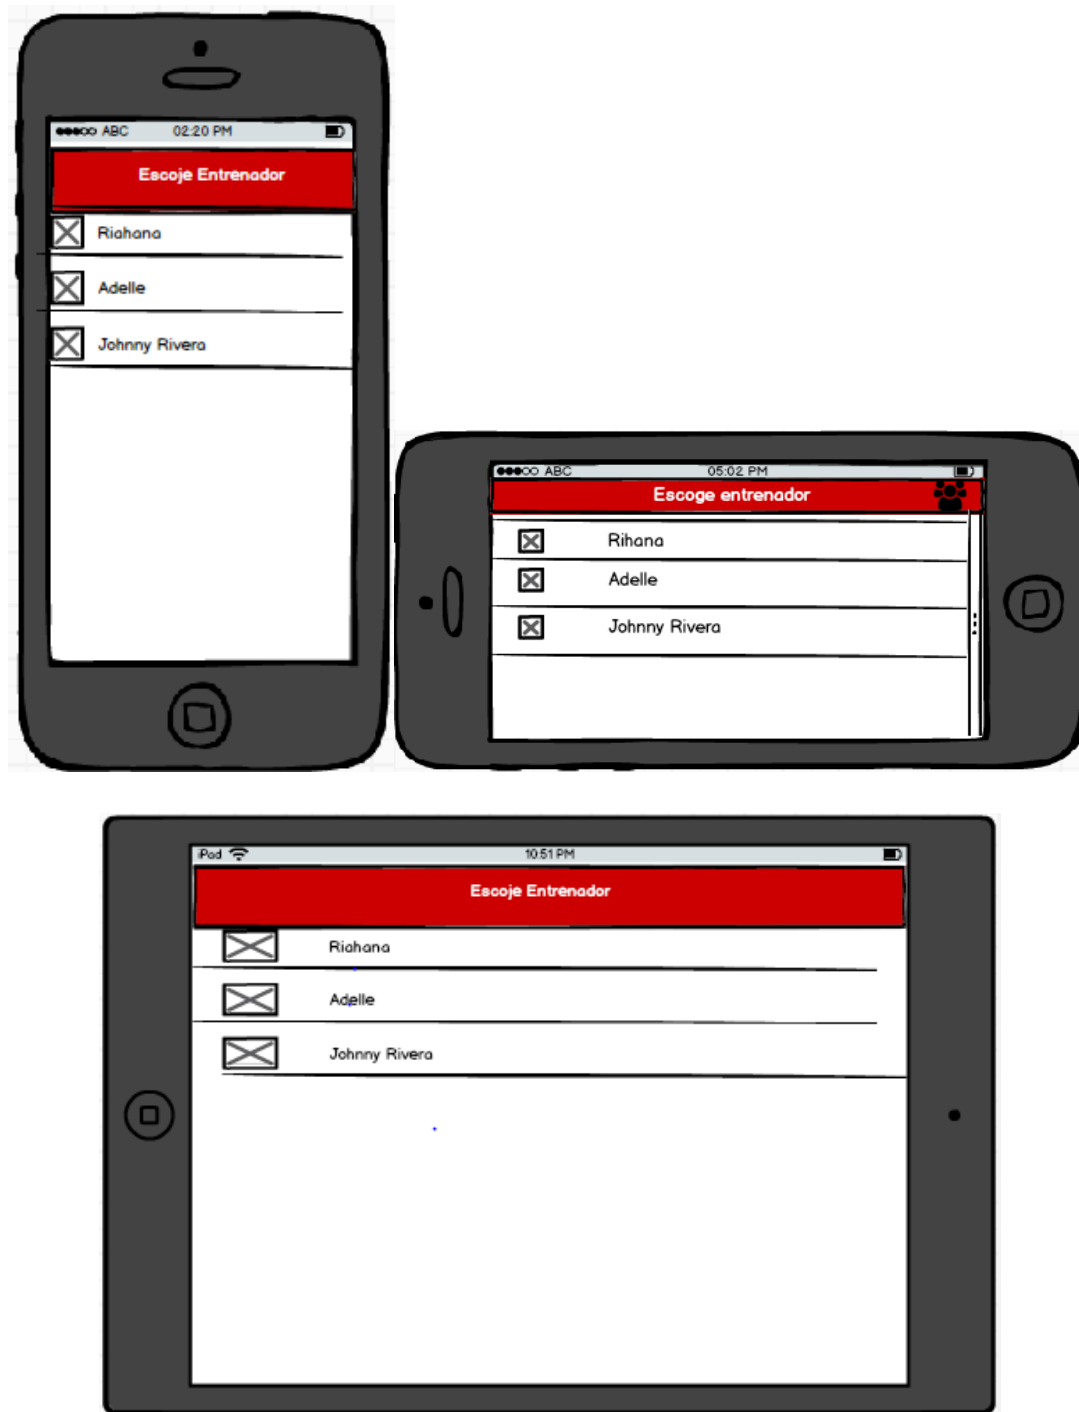 ABC 02:20 PM
Escoje Entrenador
Riahana
Adelle
Johnny Rivera
ABC 05:02 PM
Escoge entrenador
Rihana
Adelle
Johnny Rivera
iPod 10:51 PM
Escoje Entrenador
Riahana
Adelle
Johnny Rivera